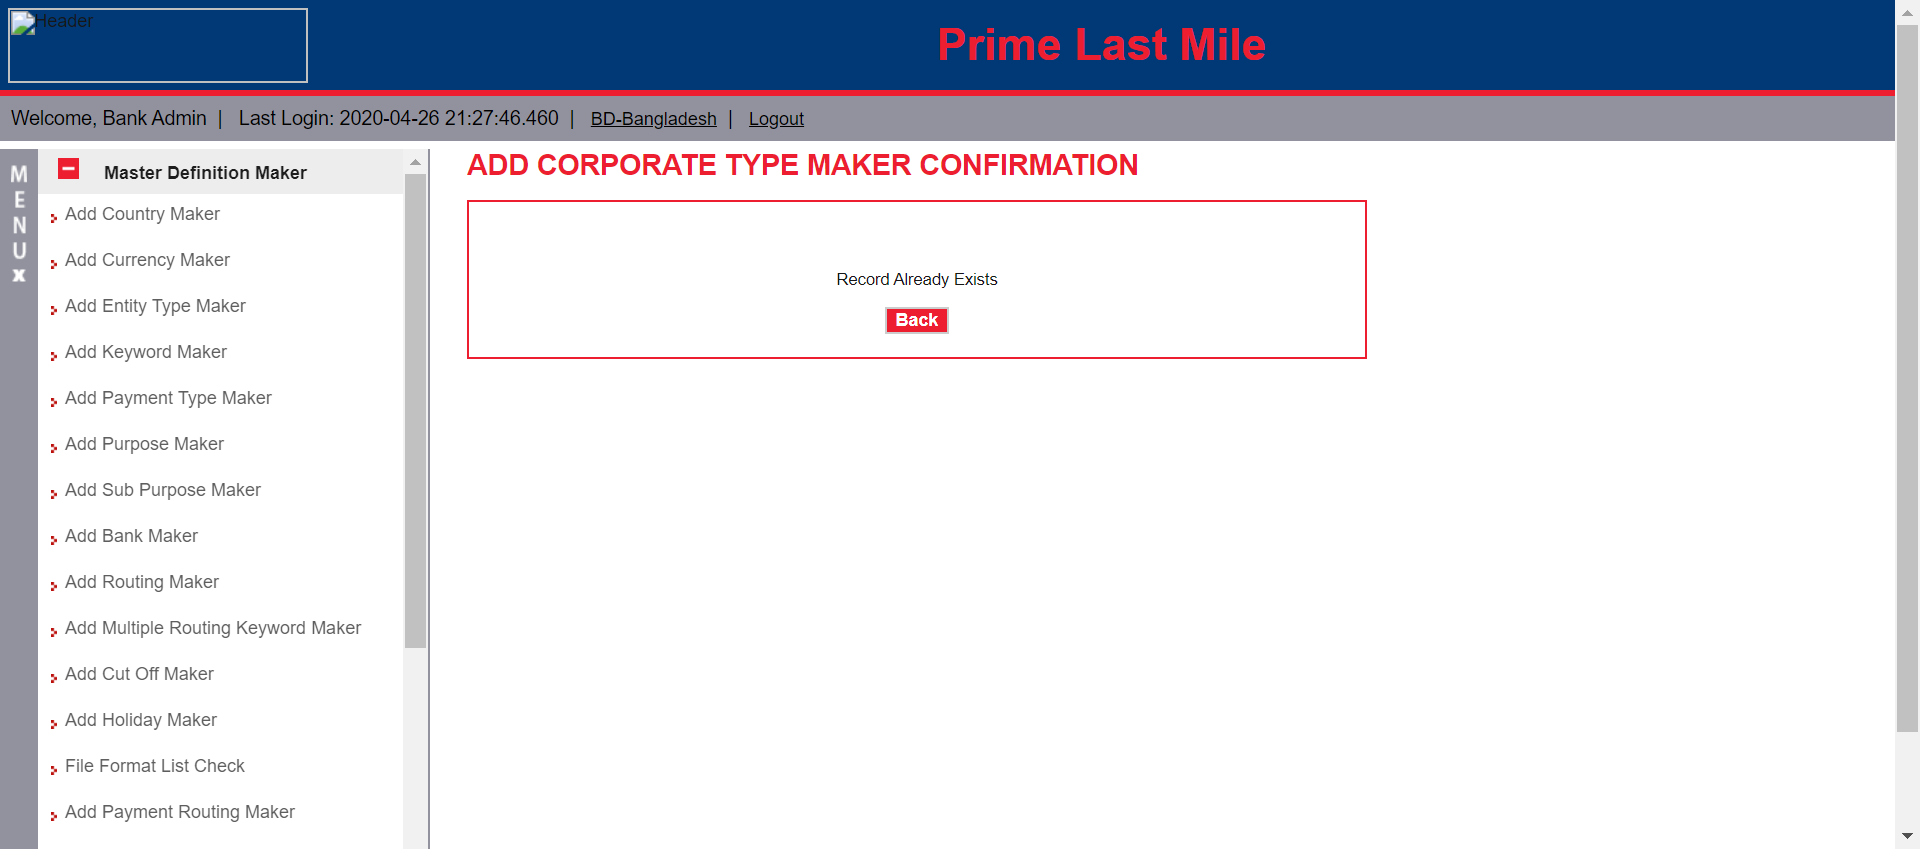 Header
Prime Last Mile
Welcome, Bank Admin | Last Login: 2020-04-26 21:27:46.460 | BD-Bangladesh | Logout
MENU
x
Master Definition Maker
Add Country Maker
Add Currency Maker
Add Entity Type Maker
Add Keyword Maker
Add Payment Type Maker
Add Purpose Maker
Add Sub Purpose Maker
Add Bank Maker
Add Routing Maker
Add Multiple Routing Keyword Maker
Add Cut Off Maker
Add Holiday Maker
File Format List Check
Add Payment Routing Maker
ADD CORPORATE TYPE MAKER CONFIRMATION
Record Already Exists
Back